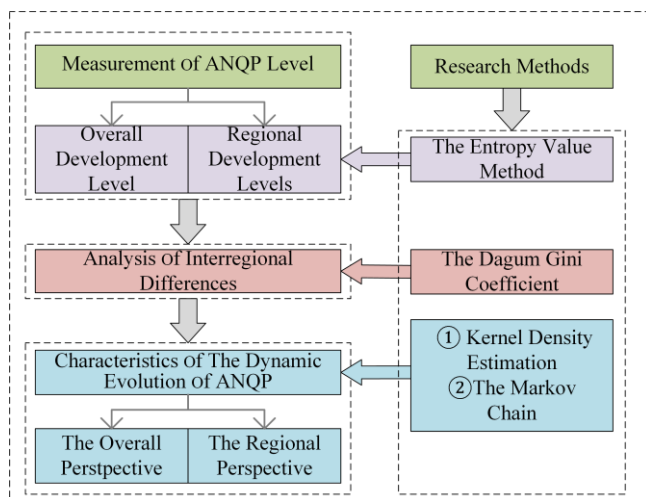 Measurement of ANQP Level
Overall
Development
Level
Regional
Development
Levels
Analysis of Interregional
Differences
Characteristics of The Dynamic
Evolution of ANQP
The Overall
Perstpective
The Regional
Perspective
Research Methods
The Entropy Value
Method
The Dagum Gini
Coefficient
① Kernel Density
Estimation
②The Markov
Chain